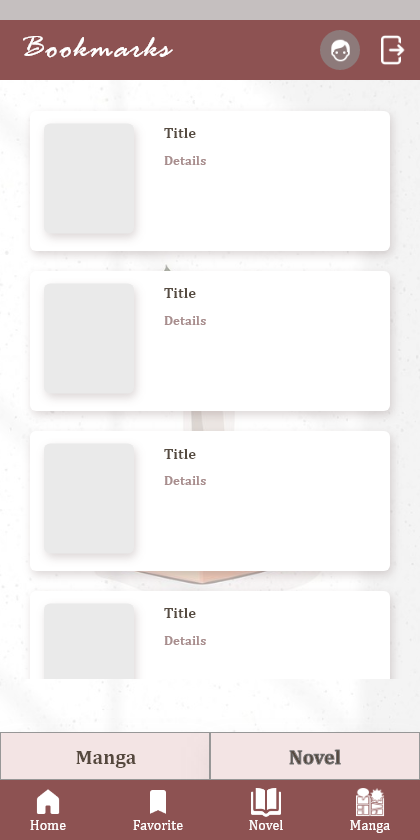 Bookmarks
Title
Details
Title
Details
Title
Details
Title
Details
Manga
Novel
Home
Favorite
Novel
Manga